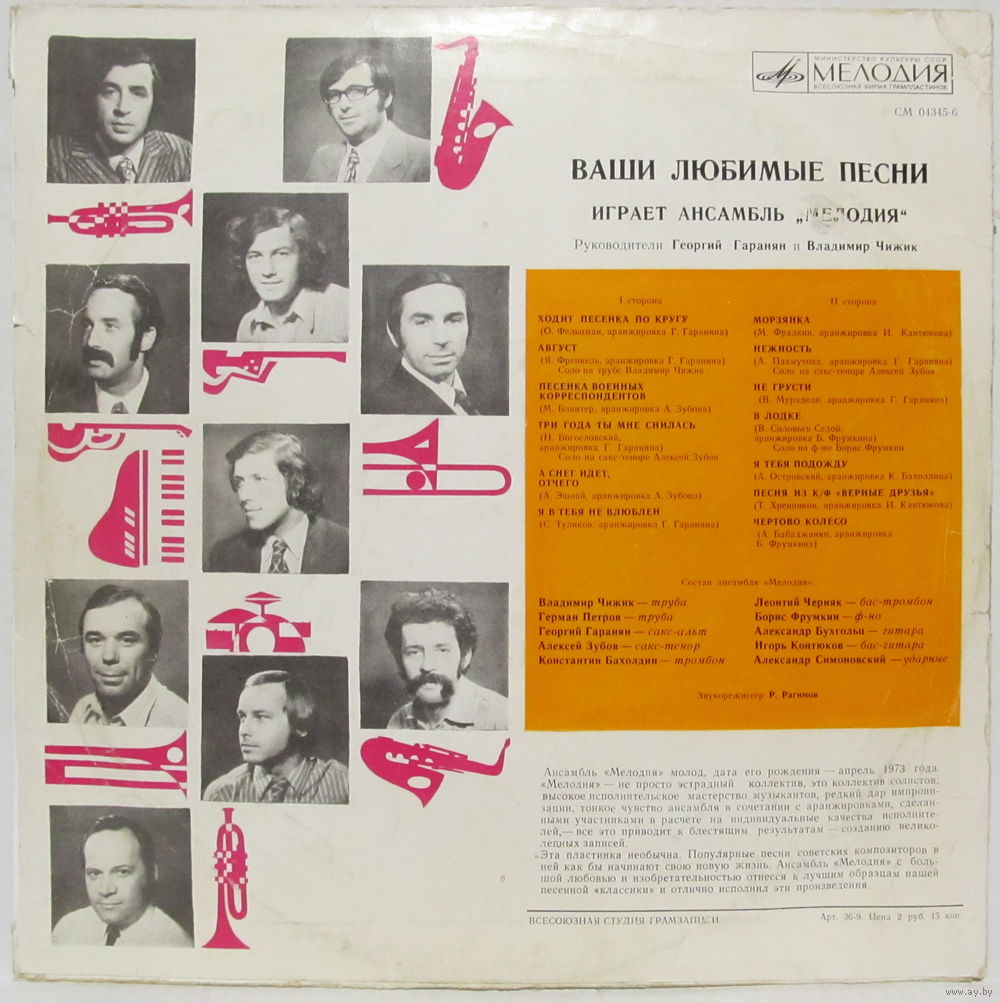 МИНИСТЕРСТВО КУЛЬТУРЫ СССР
МЕЛОДИЯ
ВСЕСОЮЗНАЯ ФИРМА ГРАМПЛАСТИНОК
СМ 04345-6
ВАШИ ЛЮБИМЫЕ ПЕСНИ
ИГРАЕТ АНСАМБЛЬ „МЕЛОДИЯ“
Руководители Георгий Гаранян и Владимир Чижик
I сторона
ХОДИТ ПЕСЕНКА ПО КРУГУ
(О. Фельцман, аранжировка Г. Гараняна)
АВГУСТ
(Я. Френкель, аранжировка Г. Гараняна)
Соло на трубе Владимир Чижик
ПЕСЕНКА ВОЕННЫХ
КОРРЕСПОНДЕНТОВ
(М. Блантер, аранжировка А. Зубова)
ТРИ ГОДА ТЫ МНЕ СНИЛАСЬ
(Н. Богословский,
аранжировка Г. Гараняна)
Соло на сакс-теноре Алексей Зубов
А СНЕГ ИДЕТ,
ОТЧЕГО
(А. Эшпай, аранжировка А. Зубова)
Я В ТЕБЯ НЕ ВЛЮБЛЕН
(С. Туликов, аранжировка Г. Гараняна)
II сторона
МОРЗЯНКА
(М. Фрадкин, аранжировка И. Кантюкова)
НЕЖНОСТЬ
(А. Пахмутова, аранжировка Г. Гараняна)
Соло на сакс-теноре Алексей Зубов
НЕ ГРУСТИ
(В. Мурадели, аранжировка Г. Гараняна)
В ЛОДКЕ
(В. Соловьев Седой,
аранжировка Б. Фрумкина)
Соло на ф-но Борис Фрумкин
Я ТЕБЯ ПОДОЖДУ
(А. Островский, аранжировка К. Бахолдина)
ПЕСНЯ ИЗ К/Ф «ВЕРНЫЕ ДРУЗЬЯ»
(Т. Хренников, аранжировка И. Кантюкова)
ЧЕРТОВО КОЛЕСО
(А. Бабаджанян, аранжировка
Б. Фрумкина)
Состав ансамбля «Мелодия»:
Владимир Чижик — труба
Герман Петров — труба
Георгий Гаранян — сакс-альт
Алексей Зубов — сакс-тенор
Константин Бахолдин — тромбон
Леонтий Черняк — бас-тромбон
Борис Фрумкин — ф-но
Александр Бухгольц — гитара
Игорь Контюков — бас-гитара
Александр Симоновский — ударные
Звукорежиссер Р. Рагимов
Ансамбль «Мелодия» молод, дата его рождения — апрель 1973 года.
«Мелодия» — не просто эстрадный коллектив, это коллектив солистов;
высокое исполнительское мастерство музыкантов, редкий дар импрови-
зации, тонкое чувство ансамбля в сочетании с аранжировками, сделан-
ными участниками в расчете на индивидуальные качества исполните-
лей, — все это приводит к блестящим результатам — созданию велико-
лепных записей.
Эта пластинка необычна. Популярные песни советских композиторов в
ней как бы начинают свою новую жизнь. Ансамбль «Мелодия» с боль-
шой любовью и изобретательностью отнесся к лучшим образцам нашей
песенной «классики» и отлично исполнил эти произведения.
ВСЕСОЮЗНАЯ СТУДИЯ ГРАМЗАПИСИ
Арт. 36-9. Цена 2 руб. 15 коп.
www.ay.by